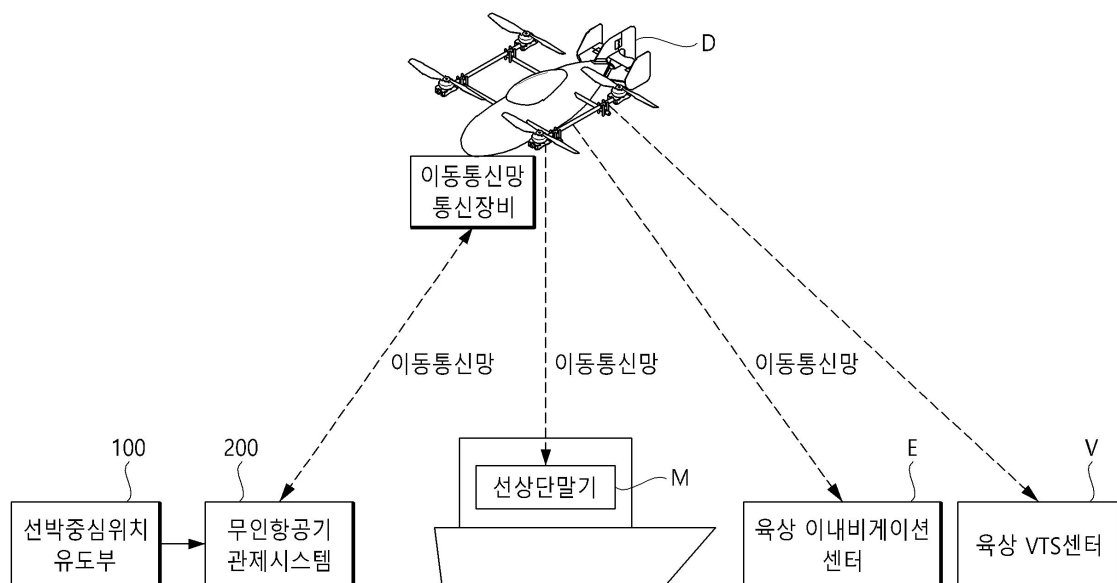 D
이동통신망
통신장비
이동통신망
이동통신망
이동통신망
100
200
E
V
선상단말기
M
선박중심위치
유도부
무인항공기
관제시스템
육상 이내비게이션
센터
육상 VTS센터